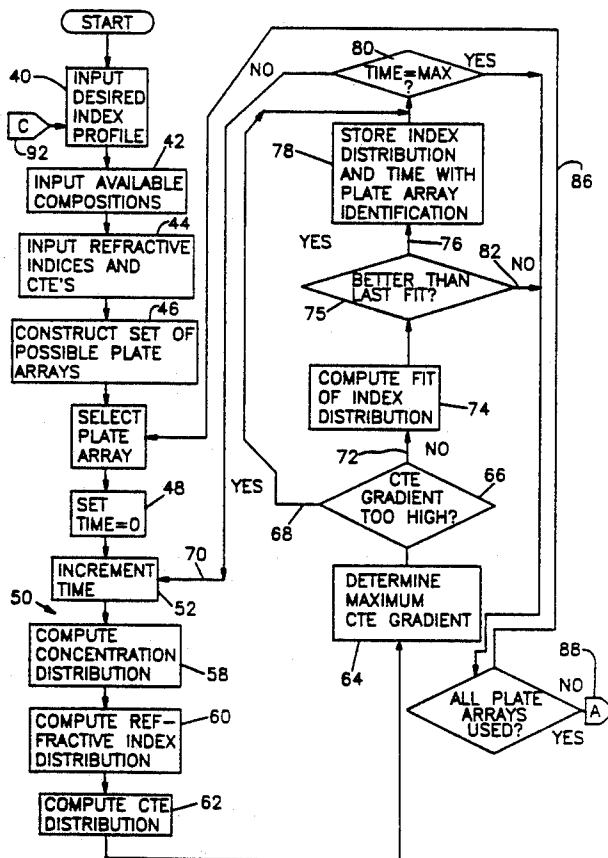 START
40
INPUT
DESIRED
INDEX
PROFILE
C
92
42
INPUT AVAILABLE
COMPOSITIONS
44
INPUT REFRACTIVE
INDICES AND
CTE'S
46
CONSTRUCT SET OF
POSSIBLE PLATE
ARRAYS
SELECT
PLATE
ARRAY
48
SET
TIME=0
INCREMENT
TIME
70
50
52
COMPUTE
CONCENTRATION
DISTRIBUTION
58
COMPUTE REF-
FRACTIVE INDEX
DISTRIBUTION
60
COMPUTE CTE
DISTRIBUTION
62
80
NO
TIME=MAX
?
YES
78
STORE INDEX
DISTRIBUTION
AND TIME WITH
PLATE ARRAY
IDENTIFICATION
86
YES
76
82
NO
BETTER THAN
LAST FIT?
75
COMPUTE FIT
OF INDEX
DISTRIBUTION
74
72
NO
66
YES
CTE
GRADIENT
TOO HIGH?
68
DETERMINE
MAXIMUM
CTE GRADIENT
64
88
ALL PLATE
ARRAYS
USED?
NO
A
YES